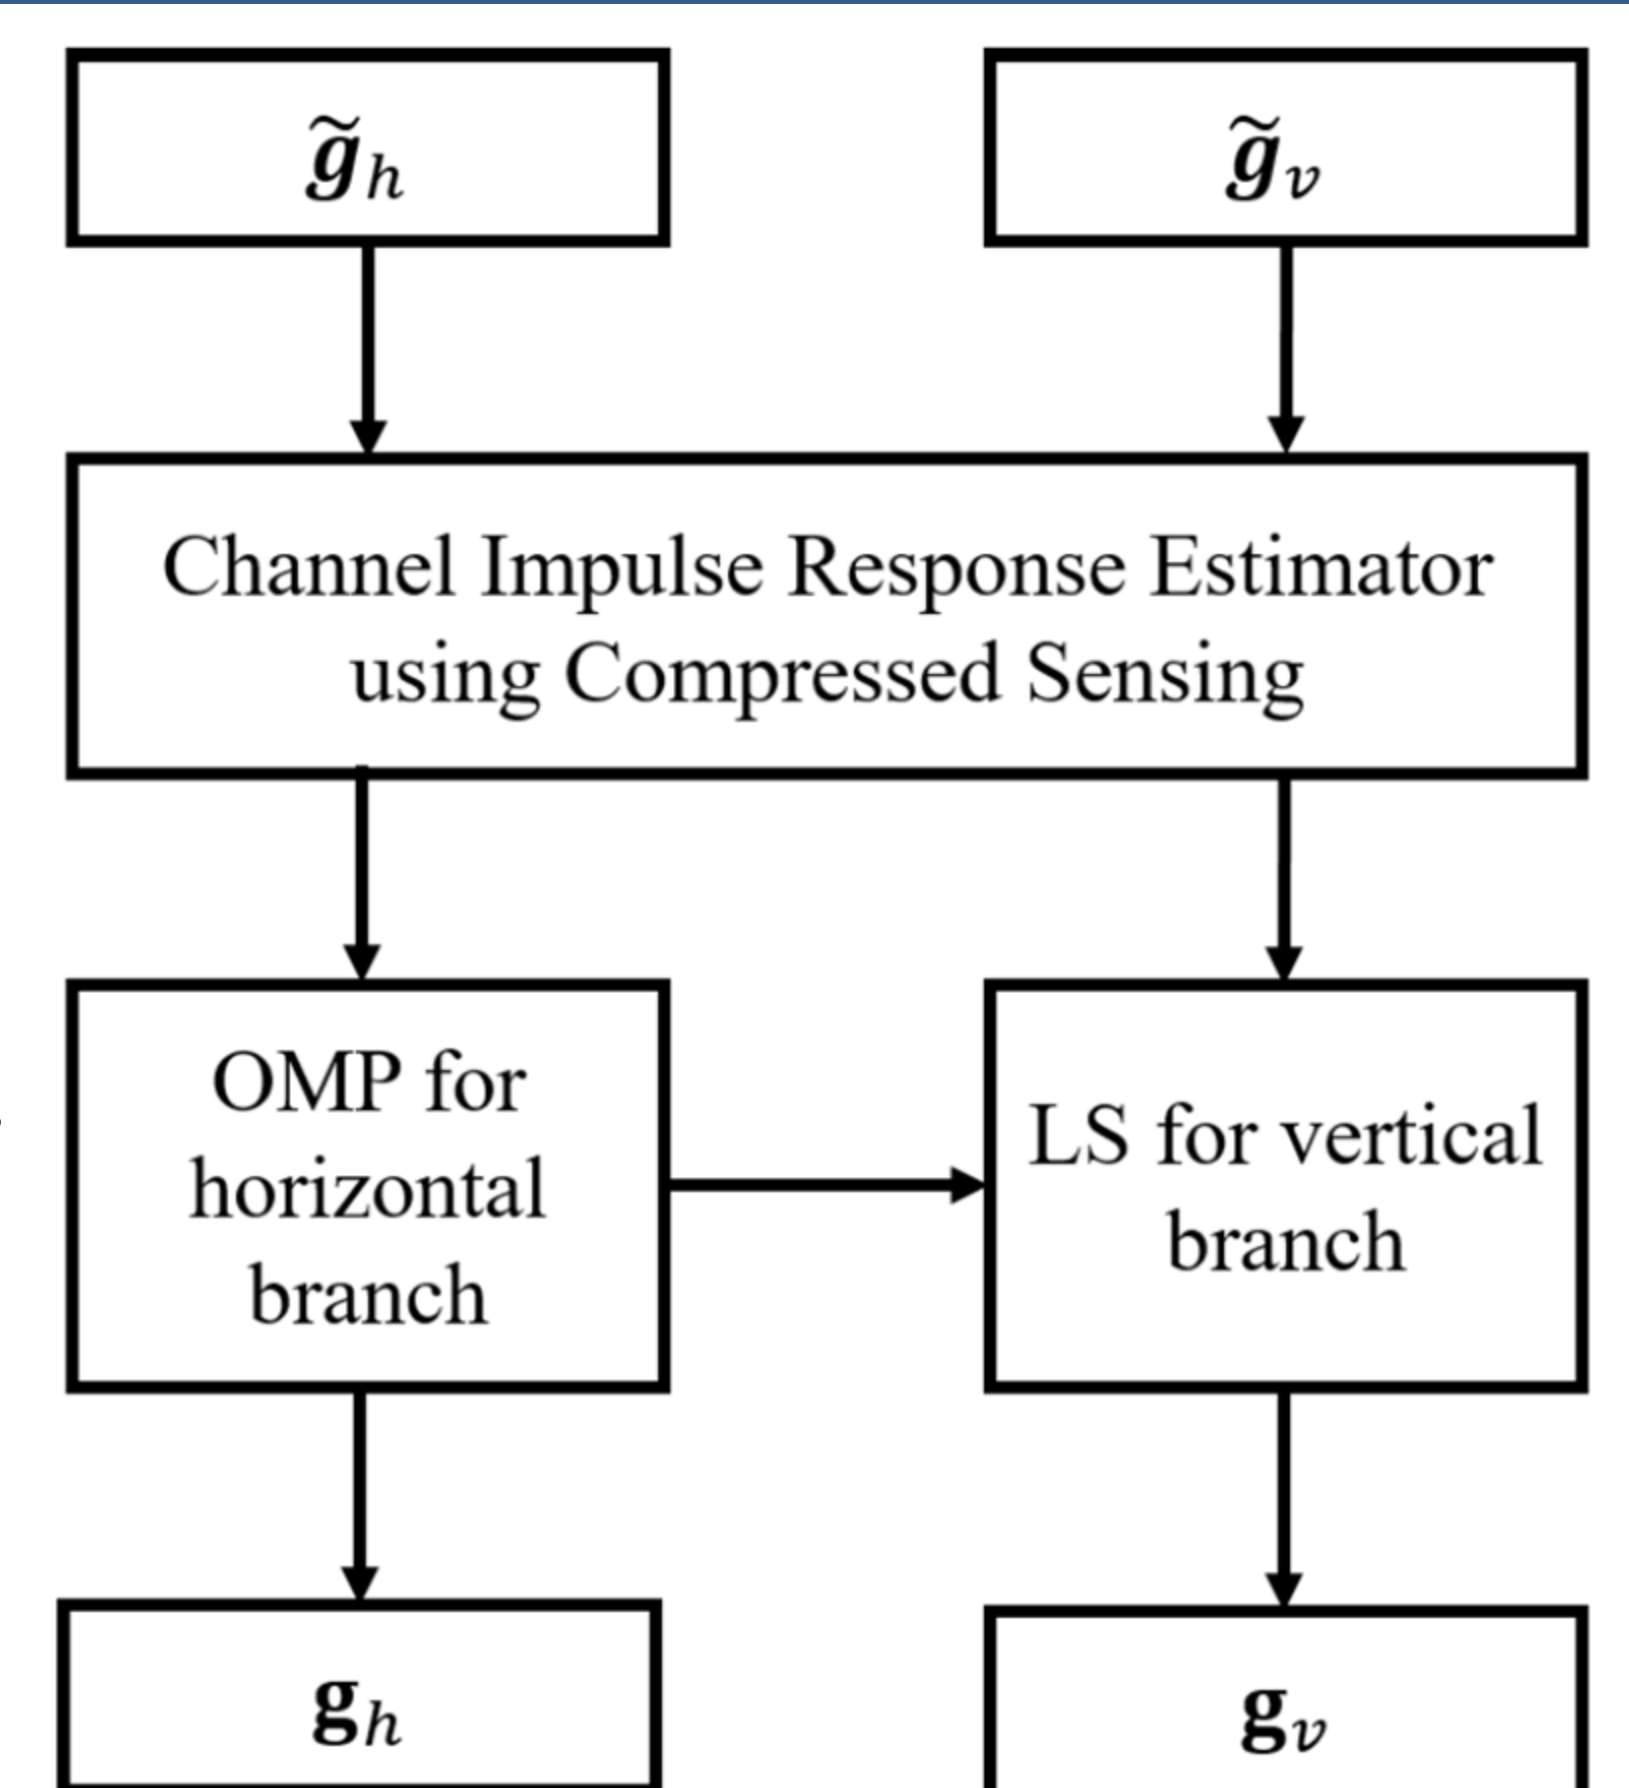 g̃h
g̃v
Channel Impulse Response Estimator
using Compressed Sensing
OMP for
horizontal
branch
LS for vertical
branch
gh
gv